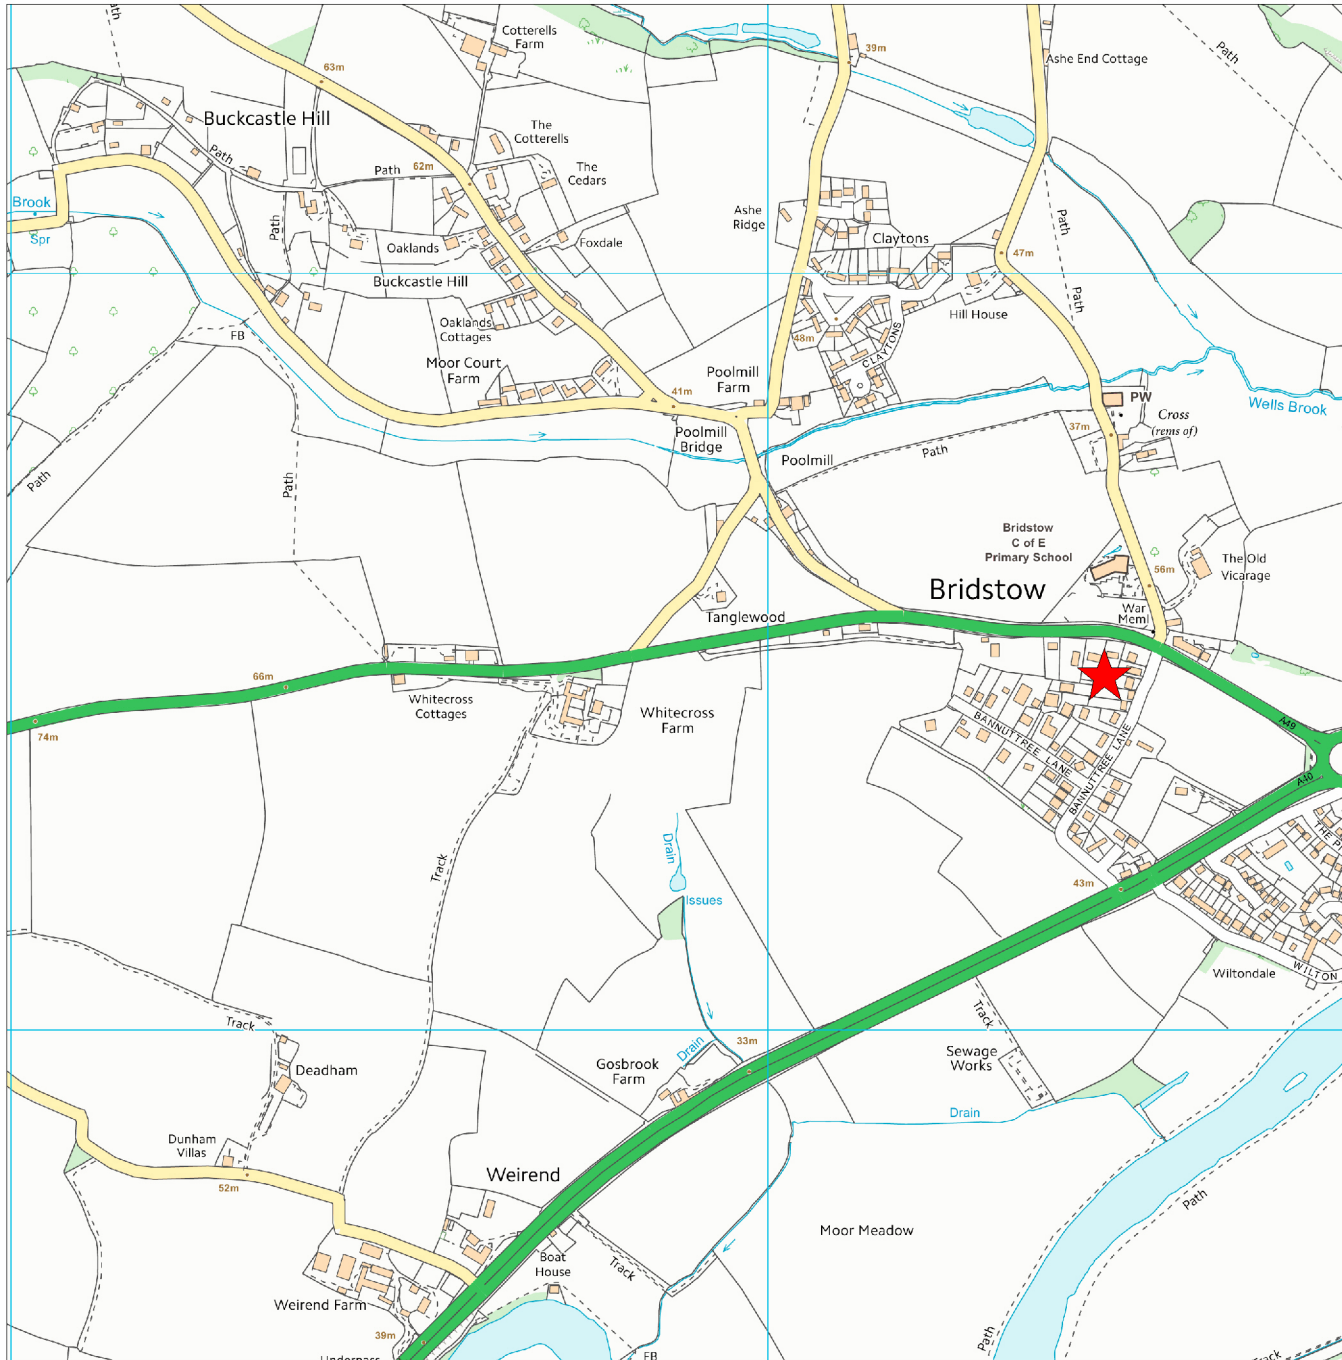 ath
Cotterells
Farm
39m
Ashe End Cottage
Path
63m
Buckcastle Hill
The
Cotterells
Path
Path
62m
The
Cedars
Brook
Spr
Path
Oaklands
Foxdale
Ashe
Ridge
Claytons
Path
47m
Buckcastle Hill
Path
Hill House
Oaklands
Cottages
FB
48m
CLAYTONS
Moor Court
Farm
Poolmill
Farm
41m
PW
Wells Brook
Cross
(rems of)
37m
Poolmill
Bridge
Poolmill
Path
Path
Path
Bridstow
C of E
Primary School
56m
The Old
Vicarage
Bridstow
War
Meml
Tanglewood
66m
Whitecross
Cottages
Whitecross
Farm
74m
BANNUTTREE LANE
BANNUTTREE LANE
A49
A40
THE P
Drain
Track
43m
Issues
Wiltondale
WILTON
Track
Track
Drain
33m
Sewage
Works
Deadham
Gosbrook
Farm
Drain
Dunham
Villas
52m
Weirend
Path
Moor Meadow
Boat
House
Track
Weirend Farm
39m
Underpass
FB
Path
Track